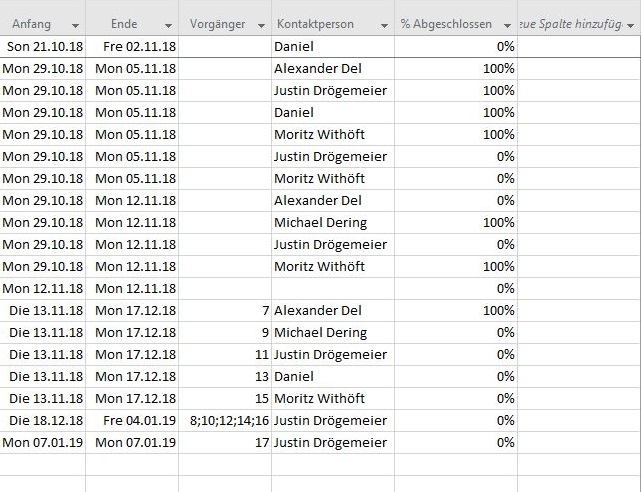 Anfang Ende Vorgänger Kontaktperson % Abgeschlossen eue Spalte hinzufüg
Son 21.10.18 Fre 02.11.18 Daniel 0%
Mon 29.10.18 Mon 05.11.18 Alexander Del 100%
Mon 29.10.18 Mon 05.11.18 Justin Drögemeier 100%
Mon 29.10.18 Mon 05.11.18 Daniel 100%
Mon 29.10.18 Mon 05.11.18 Moritz Withöft 100%
Mon 29.10.18 Mon 05.11.18 Justin Drögemeier 0%
Mon 29.10.18 Mon 05.11.18 Moritz Withöft 0%
Mon 29.10.18 Mon 12.11.18 Alexander Del 0%
Mon 29.10.18 Mon 12.11.18 Michael Dering 100%
Mon 29.10.18 Mon 12.11.18 Justin Drögemeier 0%
Mon 29.10.18 Mon 12.11.18 Moritz Withöft 100%
Mon 12.11.18 Mon 12.11.18 0%
Die 13.11.18 Mon 17.12.18 7 Alexander Del 100%
Die 13.11.18 Mon 17.12.18 9 Michael Dering 0%
Die 13.11.18 Mon 17.12.18 11 Justin Drögemeier 0%
Die 13.11.18 Mon 17.12.18 13 Daniel 0%
Die 13.11.18 Mon 17.12.18 15 Moritz Withöft 0%
Die 18.12.18 Fre 04.01.19 8;10;12;14;16 Justin Drögemeier 0%
Mon 07.01.19 Mon 07.01.19 17 Justin Drögemeier 0%